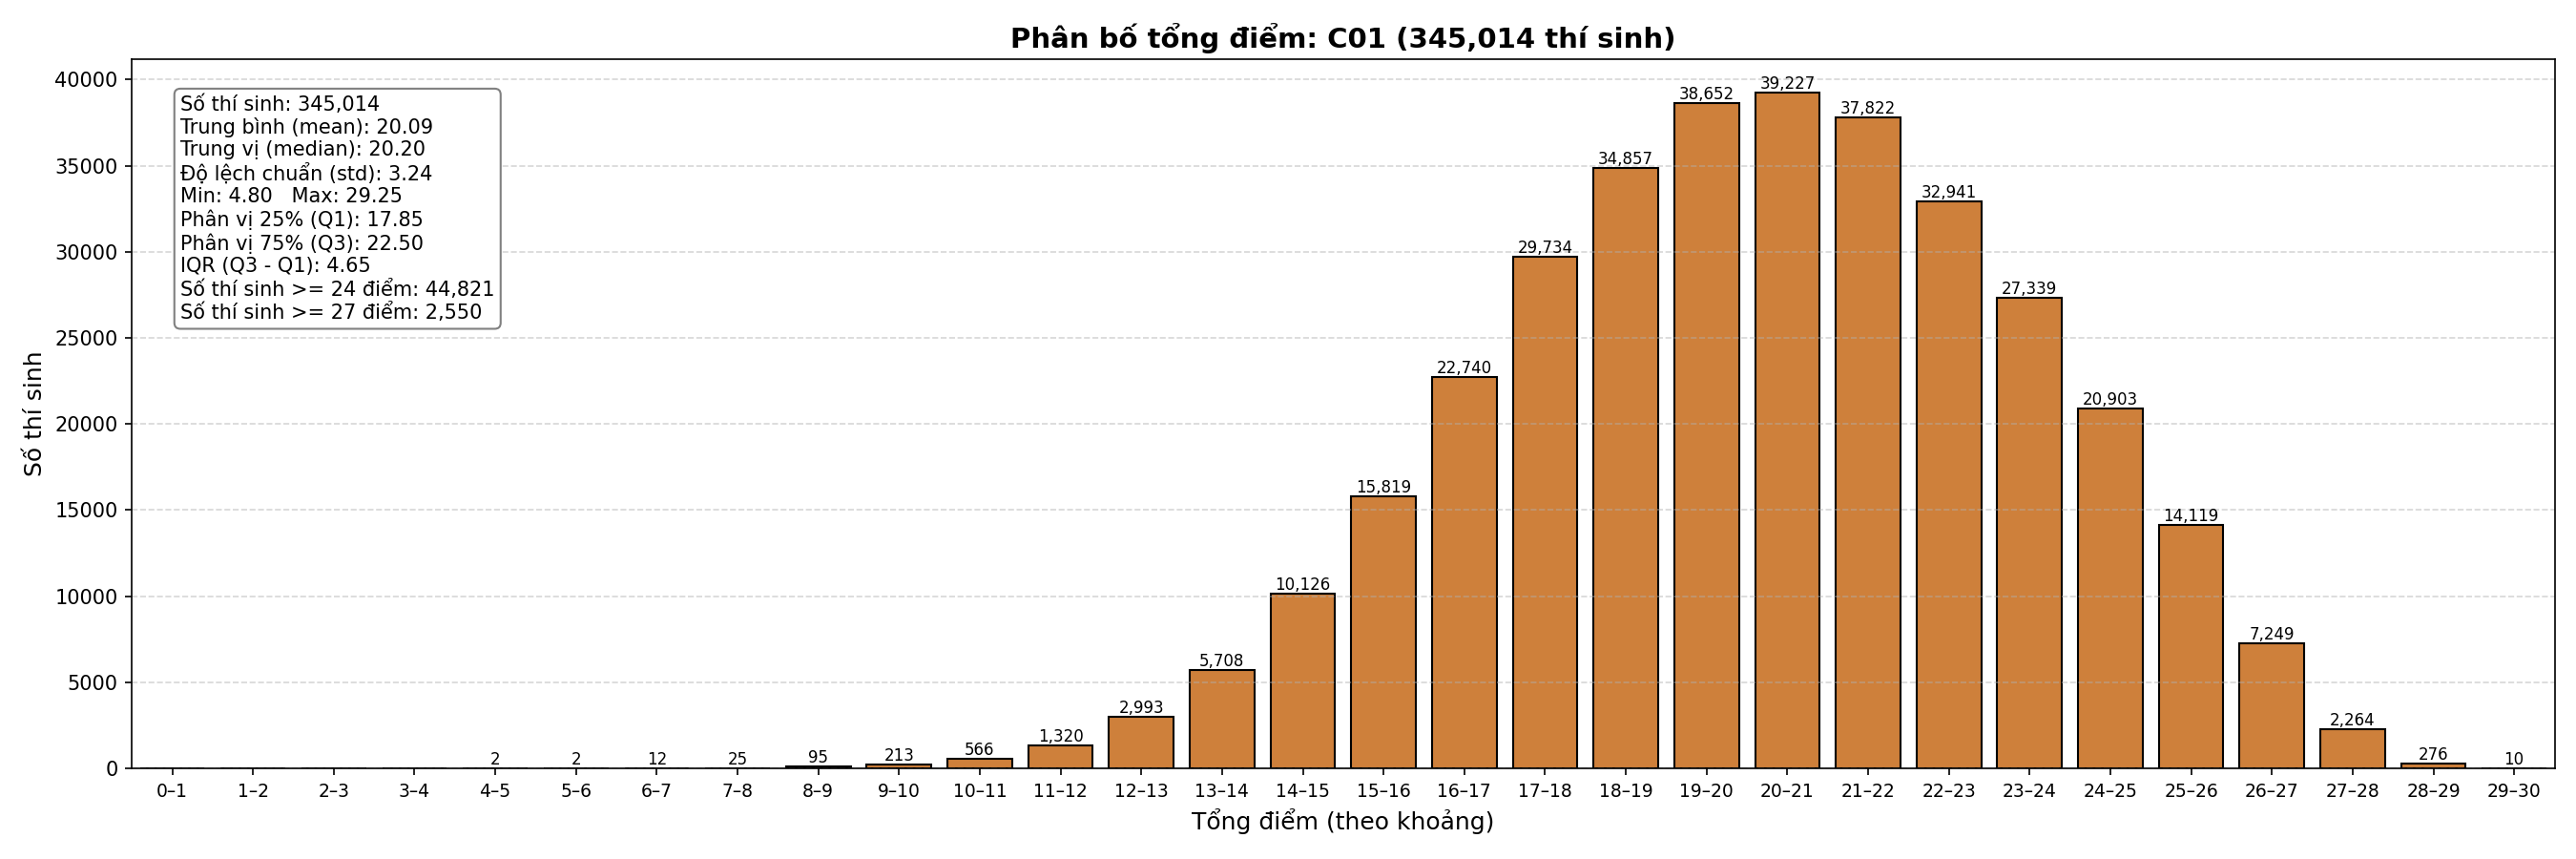 Phân bố tổng điểm: C01 (345,014 thí sinh)
Số thí sinh: 345,014
Trung bình (mean): 20.09
Trung vị (median): 20.20
Độ lệch chuẩn (std): 3.24
Min: 4.80   Max: 29.25
Phân vị 25% (Q1): 17.85
Phân vị 75% (Q3): 22.50
IQR (Q3 - Q1): 4.65
Số thí sinh >= 24 điểm: 44,821
Số thí sinh >= 27 điểm: 2,550
Số thí sinh
40000
35000
30000
25000
20000
15000
10000
5000
0
2 2 12 25 95 213 566 1,320 2,993 5,708 10,126 15,819 22,740 29,734 34,857 38,652 39,227 37,822 32,941 27,339 20,903 14,119 7,249 2,264 276 10
0–1 1–2 2–3 3–4 4–5 5–6 6–7 7–8 8–9 9–10 10–11 11–12 12–13 13–14 14–15 15–16 16–17 17–18 18–19 19–20 20–21 21–22 22–23 23–24 24–25 25–26 26–27 27–28 28–29 29–30
Tổng điểm (theo khoảng)